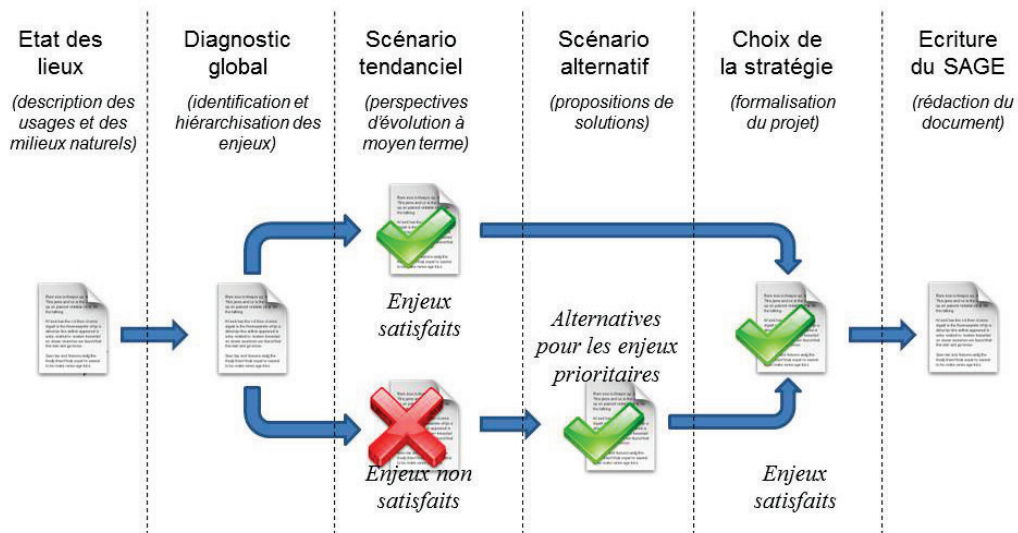 Etat des
lieux
(description des
usages et des
milieux naturels)
Diagnostic
global
(identification et
hiérarchisation des
enjeux)
Scénario
tendanciel
(perspectives
d'évolution à
moyen terme)
Scénario
alternatif
(propositions de
solutions)
Choix de
la stratégie
(formalisation
du projet)
Ecriture
du SAGE
(rédaction du
document)
Enjeux
satisfaits
Alternatives
pour les enjeux
prioritaires
Enjeux non
satisfaits
Enjeux
satisfaits